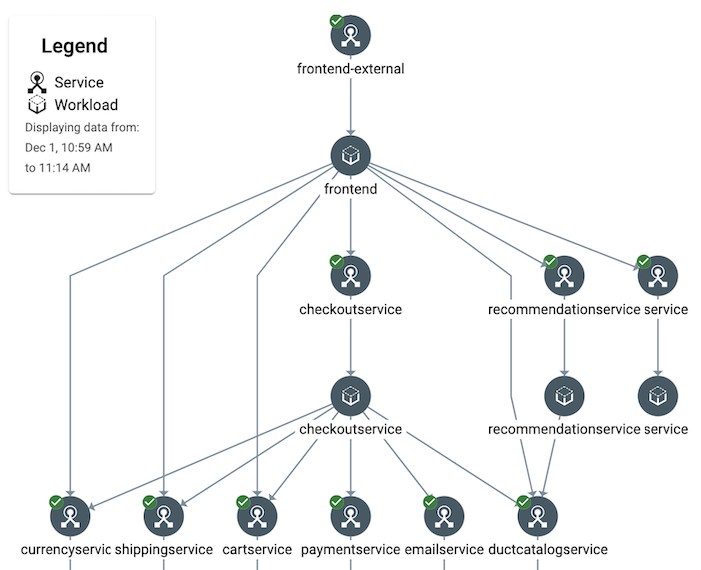 Legend
Service
Workload
Displaying data from:
Dec 1, 10:59 AM
to 11:14 AM
frontend-external
frontend
checkoutservice
recommendationservice
service
checkoutservice
recommendationservice
service
currencyservic
shippingservice
cartservice
paymentservice
emailservice
ductcatalogservice